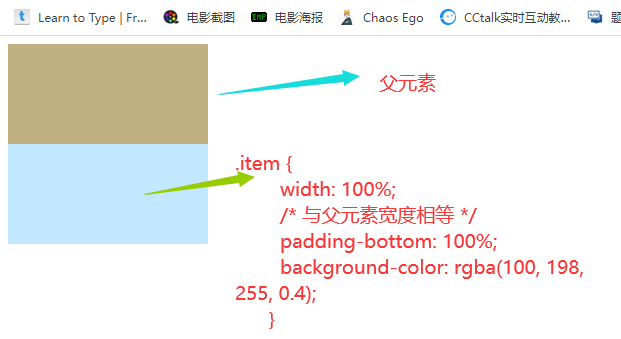 Learn to Type | Fr... 电影截图 电影海报 Chaos Ego CCtalk实时互动教... 题
父元素
.item {
width: 100%;
/* 与父元素宽度相等 */
padding-bottom: 100%;
background-color: rgba(100, 198,
255, 0.4);
}